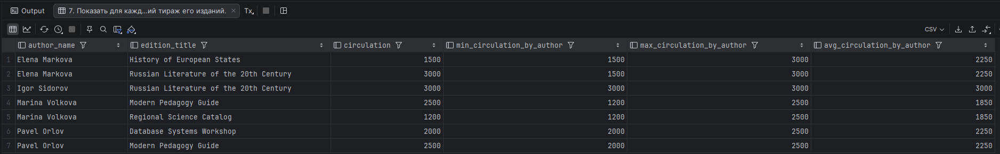 Output 7. Показать для кажд...ий тираж его изданий. × Tx
CSV
author_name edition_title circulation min_circulation_by_author max_circulation_by_author avg_circulation_by_author
1 Elena Markova History of European States 1500 1500 3000 2250
2 Elena Markova Russian Literature of the 20th Century 3000 1500 3000 2250
3 Igor Sidorov Russian Literature of the 20th Century 3000 3000 3000 3000
4 Marina Volkova Modern Pedagogy Guide 2500 1200 2500 1850
5 Marina Volkova Regional Science Catalog 1200 1200 2500 1850
6 Pavel Orlov Database Systems Workshop 2000 2000 2500 2250
7 Pavel Orlov Modern Pedagogy Guide 2500 2000 2500 2250